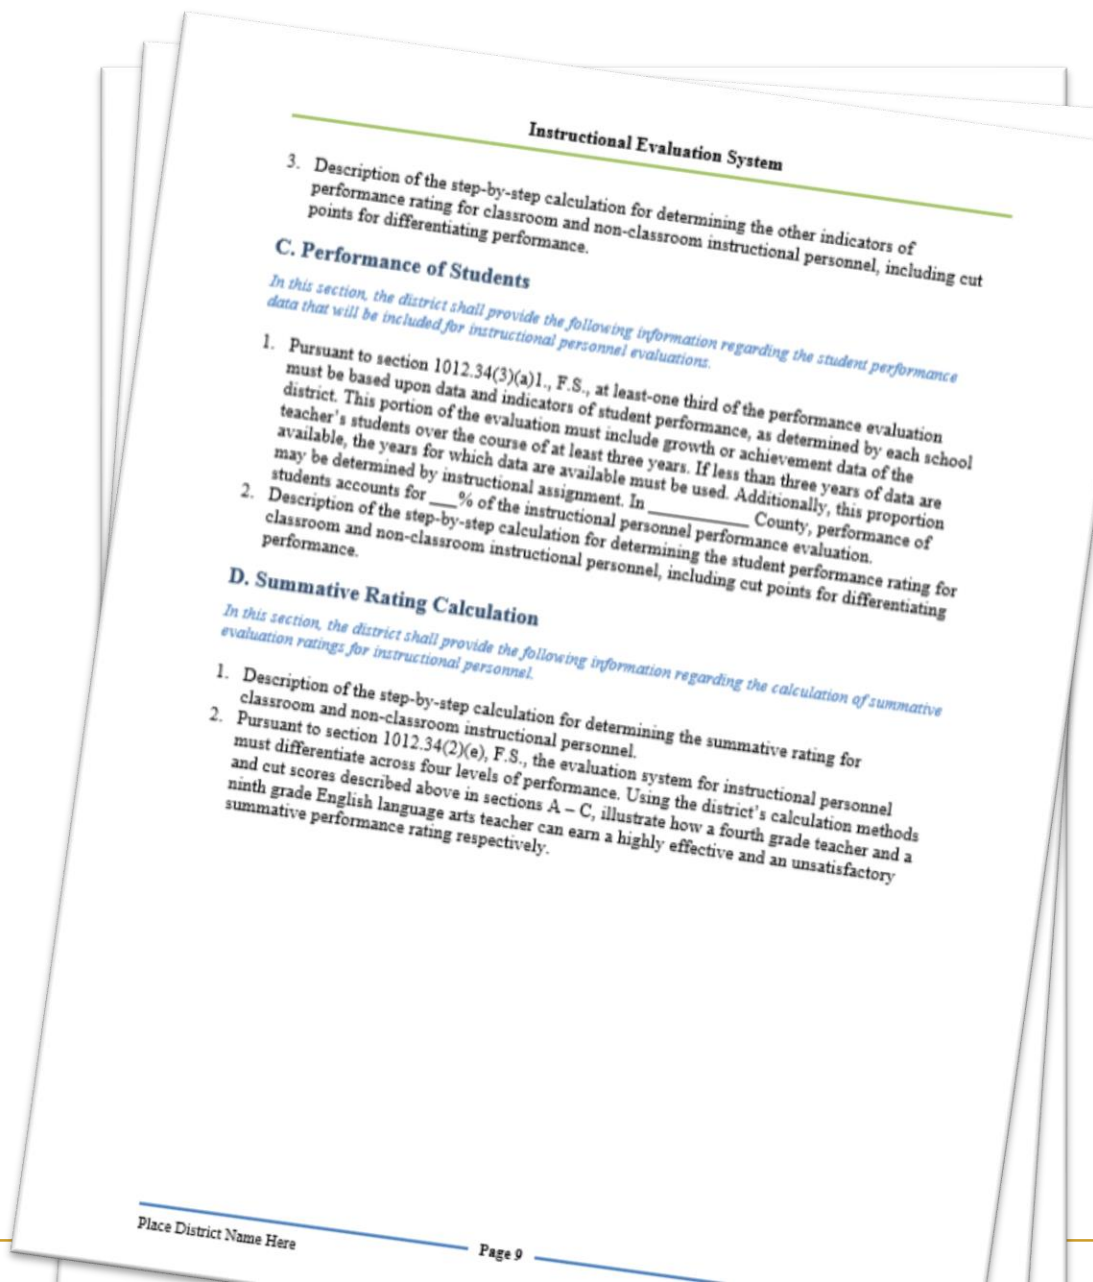 Instructional Evaluation System
3. Description of the step-by-step calculation for determining the other indicators of
performance rating for classroom and non-classroom instructional personnel, including cut
points for differentiating performance.
C. Performance of Students
In this section, the district shall provide the following information regarding the student performance
data that will be included for instructional personnel evaluations.
1. Pursuant to section 1012.34(3)(a)1., F.S., at least-one third of the performance evaluation
must be based upon data and indicators of student performance, as determined by each school
district. This portion of the evaluation must include growth or achievement data of the
teacher’s students over the course of at least three years. If less than three years of data are
available, the years for which data are available must be used. Additionally, this proportion
may be determined by instructional assignment. In ___________ County, performance of
students accounts for ___% of the instructional personnel performance evaluation.
2. Description of the step-by-step calculation for determining the student performance rating for
classroom and non-classroom instructional personnel, including cut points for differentiating
performance.
D. Summative Rating Calculation
In this section, the district shall provide the following information regarding the calculation of summative
evaluation ratings for instructional personnel.
1. Description of the step-by-step calculation for determining the summative rating for
classroom and non-classroom instructional personnel.
2. Pursuant to section 1012.34(2)(e), F.S., the evaluation system for instructional personnel
must differentiate across four levels of performance. Using the district’s calculation methods
and cut scores described above in sections A – C, illustrate how a fourth grade teacher and a
ninth grade English language arts teacher can earn a highly effective and an unsatisfactory
summative performance rating respectively.
Place District Name Here
Page 9